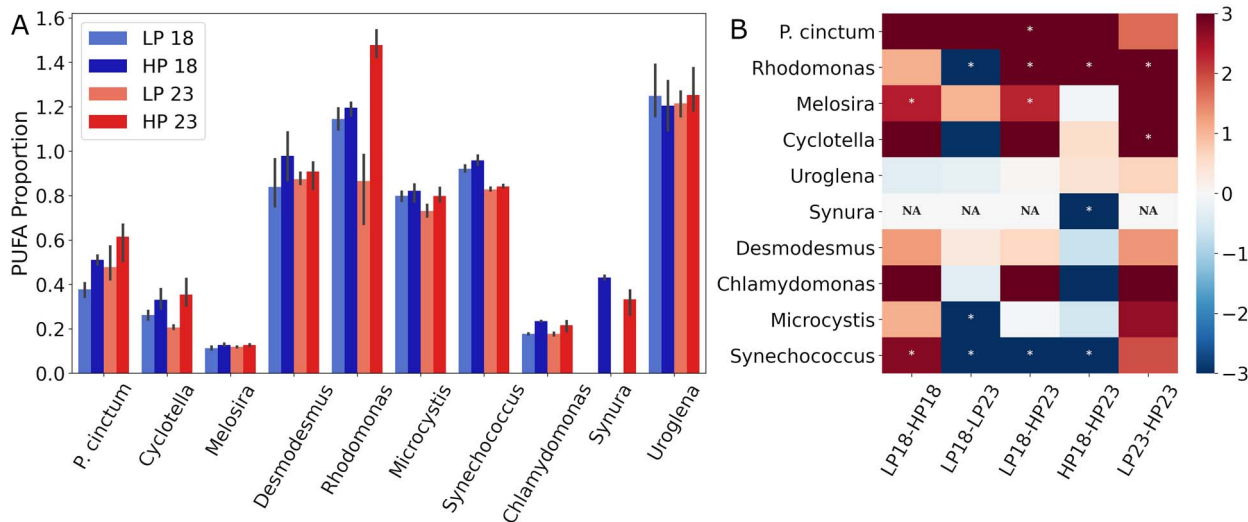 A
LP 18
HP 18
LP 23
HP 23
PUFA Proportion
1.6
1.4
1.2
1.0
0.8
0.6
0.4
0.2
0.0
P. cinctum
Cyclotella
Melosira
Desmodesmus
Rhodomonas
Microcystis
Synechococcus
Chlamydomonas
Synura
Uroglena
B
P. cinctum *
Rhodomonas * * * *
Melosira * *
Cyclotella *
Uroglena
Synura NA NA NA * NA
Desmodesmus
Chlamydomonas
Microcystis *
Synechococcus * * * *
LP18-HP18
LP18-LP23
LP18-HP23
HP18-HP23
LP23-HP23
3
2
1
0
−1
−2
−3